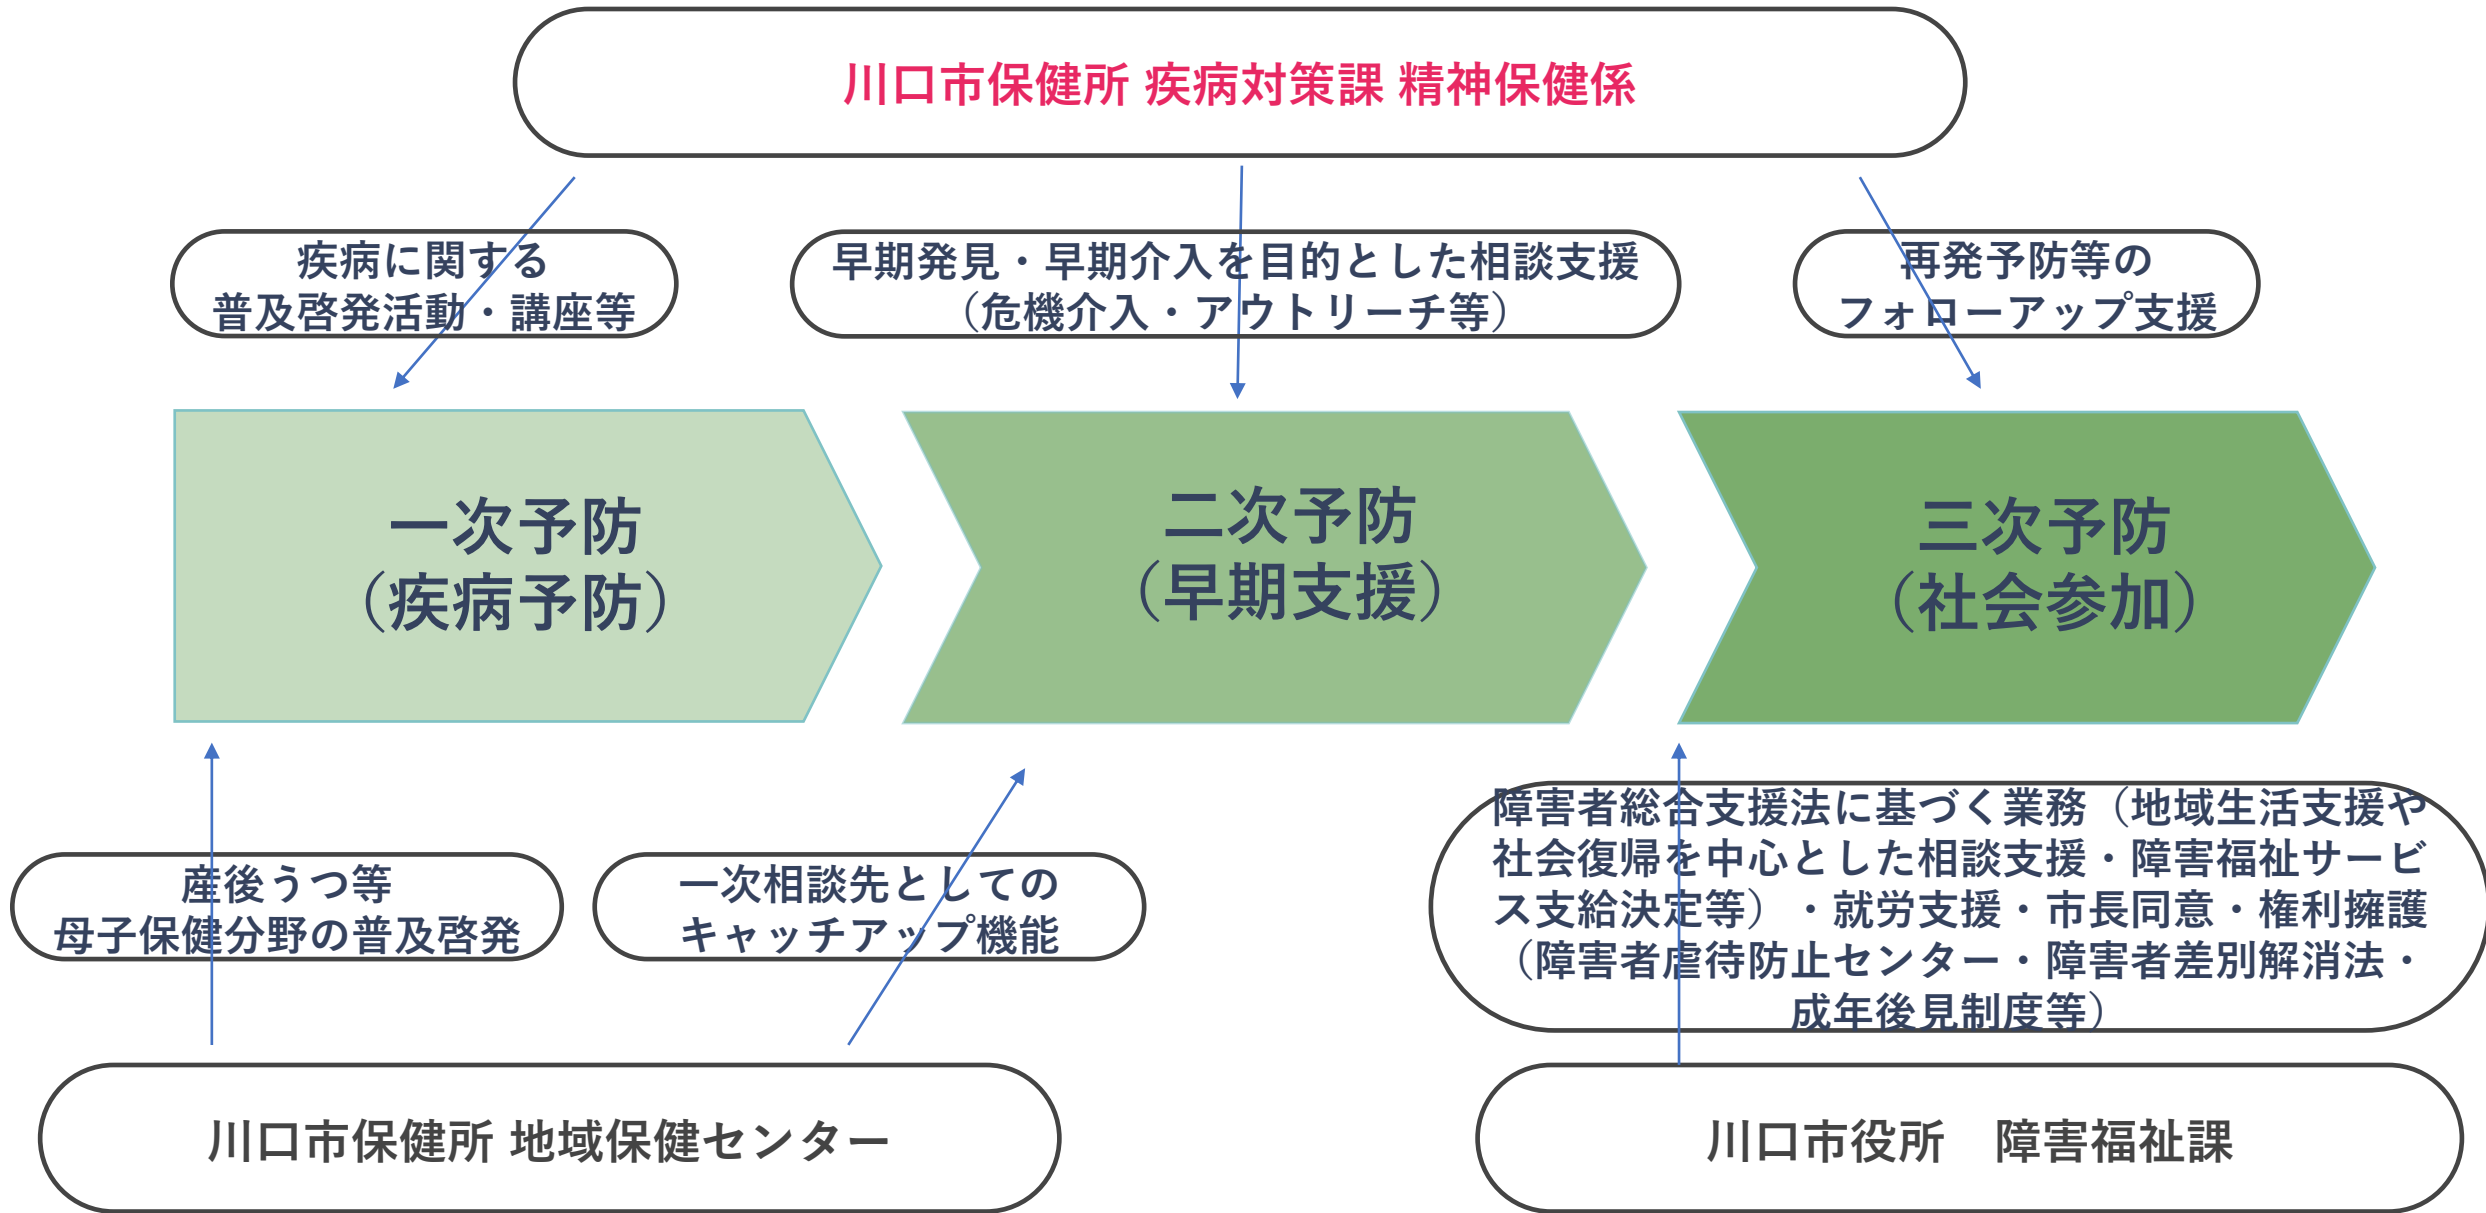 川口市保健所 疾病対策課 精神保健係
疾病に関する
普及啓発活動・講座等
早期発見・早期介入を目的とした相談支援
（危機介入・アウトリーチ等）
再発予防等の
フォローアップ支援
一次予防
（疾病予防）
二次予防
（早期支援）
三次予防
（社会参加）
産後うつ等
母子保健分野の普及啓発
一次相談先としての
キャッチアップ機能
障害者総合支援法に基づく業務（地域生活支援や
社会復帰を中心とした相談支援・障害福祉サービ
ス支給決定等）・就労支援・市長同意・権利擁護
（障害者虐待防止センター・障害者差別解消法・
成年後見制度等）
川口市保健所 地域保健センター
川口市役所　障害福祉課